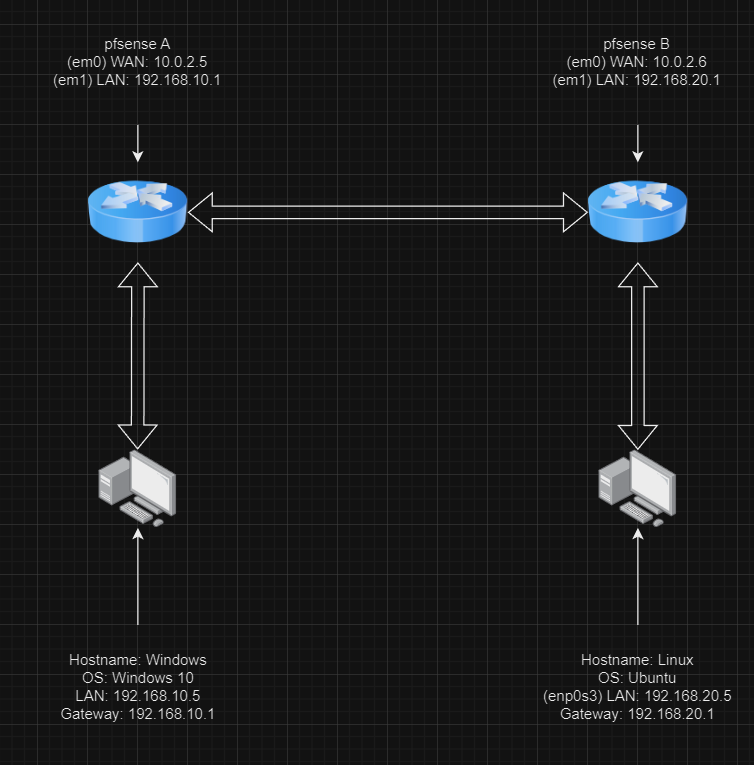 pfsense A
(em0) WAN: 10.0.2.5
(em1) LAN: 192.168.10.1
pfsense B
(em0) WAN: 10.0.2.6
(em1) LAN: 192.168.20.1
Hostname: Windows
OS: Windows 10
LAN: 192.168.10.5
Gateway: 192.168.10.1
Hostname: Linux
OS: Ubuntu
(enp0s3) LAN: 192.168.20.5
Gateway: 192.168.20.1